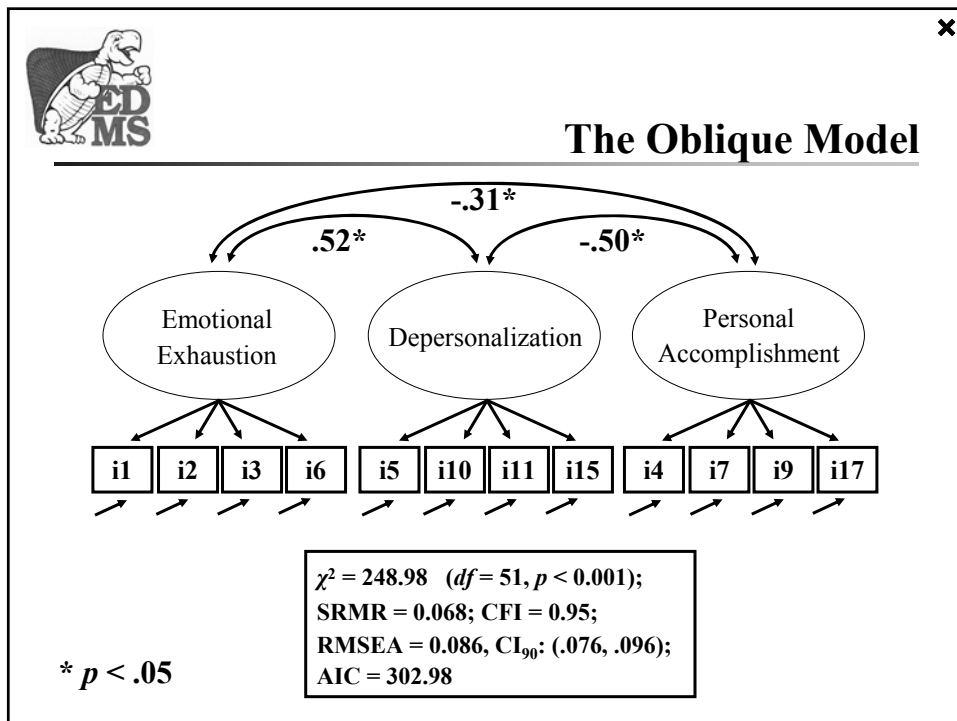 ED
MS
The Oblique Model
-.31*
.52*
-.50*
Emotional
Exhaustion
Depersonalization
Personal
Accomplishment
i1 i2 i3 i6 i5 i10 i11 i15 i4 i7 i9 i17
χ² = 248.98 (df = 51, p < 0.001);
SRMR = 0.068; CFI = 0.95;
RMSEA = 0.086, CI₉₀: (.076, .096);
AIC = 302.98
* p < .05